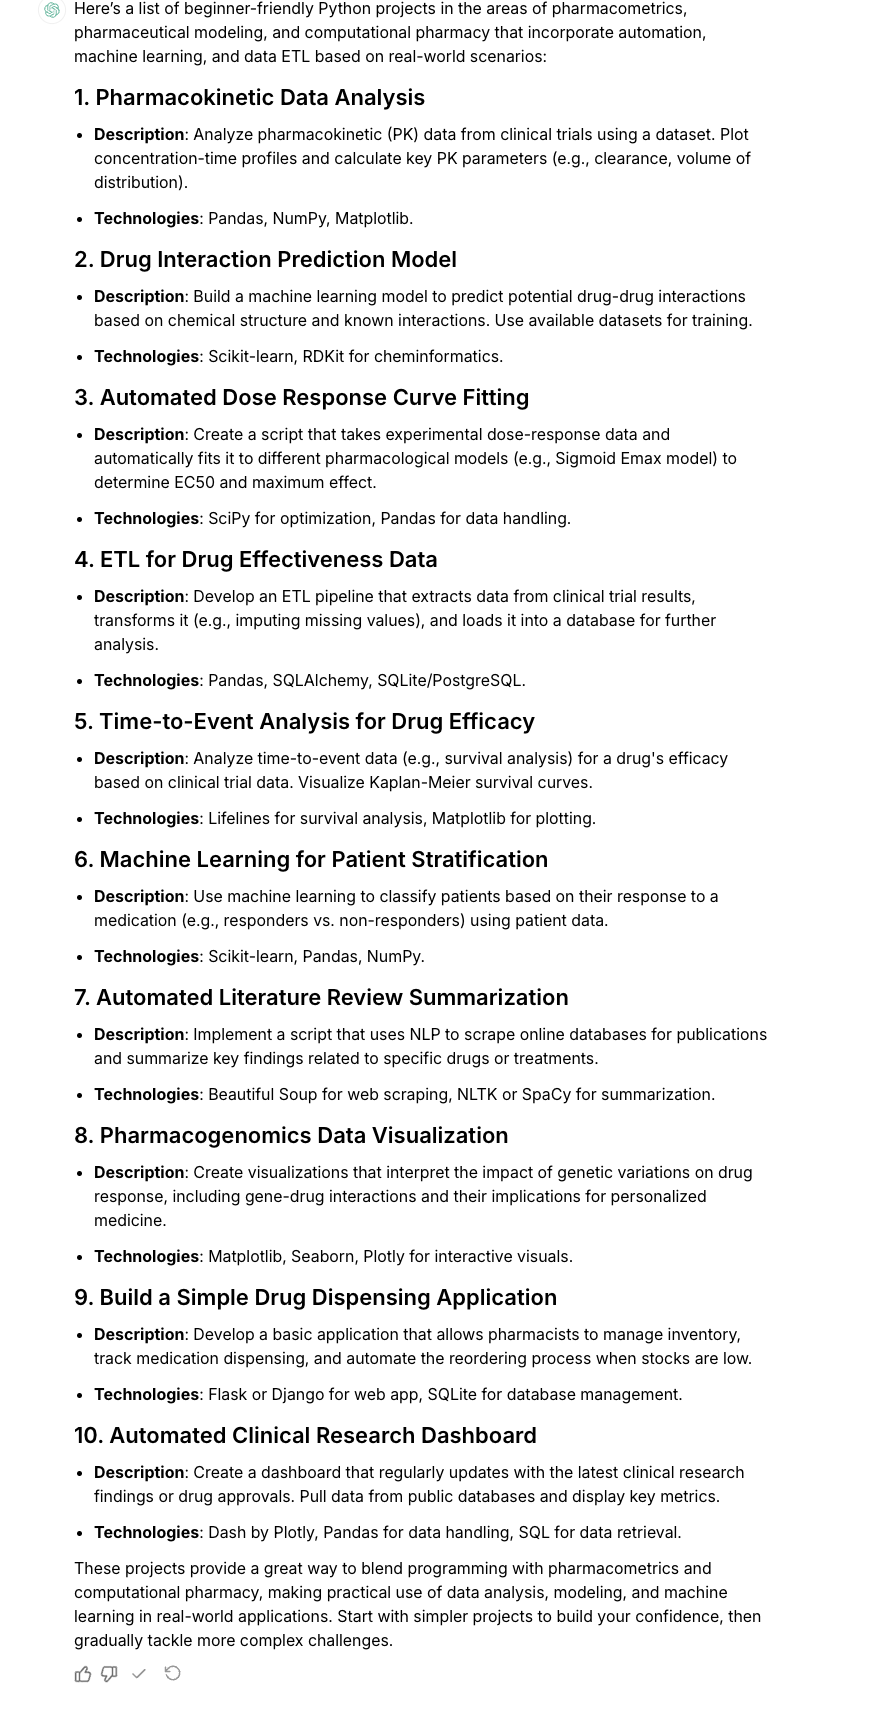 Here's a list of beginner-friendly Python projects in the areas of pharmacometrics,
pharmaceutical modeling, and computational pharmacy that incorporate automation,
machine learning, and data ETL based on real-world scenarios:
1. Pharmacokinetic Data Analysis
• Description: Analyze pharmacokinetic (PK) data from clinical trials using a dataset. Plot
concentration-time profiles and calculate key PK parameters (e.g., clearance, volume of
distribution).
• Technologies: Pandas, NumPy, Matplotlib.
2. Drug Interaction Prediction Model
• Description: Build a machine learning model to predict potential drug-drug interactions
based on chemical structure and known interactions. Use available datasets for training.
• Technologies: Scikit-learn, RDKit for cheminformatics.
3. Automated Dose Response Curve Fitting
• Description: Create a script that takes experimental dose-response data and
automatically fits it to different pharmacological models (e.g., Sigmoid Emax model) to
determine EC50 and maximum effect.
• Technologies: SciPy for optimization, Pandas for data handling.
4. ETL for Drug Effectiveness Data
• Description: Develop an ETL pipeline that extracts data from clinical trial results,
transforms it (e.g., imputing missing values), and loads it into a database for further
analysis.
• Technologies: Pandas, SQLAlchemy, SQLite/PostgreSQL.
5. Time-to-Event Analysis for Drug Efficacy
• Description: Analyze time-to-event data (e.g., survival analysis) for a drug's efficacy
based on clinical trial data. Visualize Kaplan-Meier survival curves.
• Technologies: Lifelines for survival analysis, Matplotlib for plotting.
6. Machine Learning for Patient Stratification
• Description: Use machine learning to classify patients based on their response to a
medication (e.g., responders vs. non-responders) using patient data.
• Technologies: Scikit-learn, Pandas, NumPy.
7. Automated Literature Review Summarization
• Description: Implement a script that uses NLP to scrape online databases for publications
and summarize key findings related to specific drugs or treatments.
• Technologies: Beautiful Soup for web scraping, NLTK or SpaCy for summarization.
8. Pharmacogenomics Data Visualization
• Description: Create visualizations that interpret the impact of genetic variations on drug
response, including gene-drug interactions and their implications for personalized
medicine.
• Technologies: Matplotlib, Seaborn, Plotly for interactive visuals.
9. Build a Simple Drug Dispensing Application
• Description: Develop a basic application that allows pharmacists to manage inventory,
track medication dispensing, and automate the reordering process when stocks are low.
• Technologies: Flask or Django for web app, SQLite for database management.
10. Automated Clinical Research Dashboard
• Description: Create a dashboard that regularly updates with the latest clinical research
findings or drug approvals. Pull data from public databases and display key metrics.
• Technologies: Dash by Plotly, Pandas for data handling, SQL for data retrieval.
These projects provide a great way to blend programming with pharmacometrics and
computational pharmacy, making practical use of data analysis, modeling, and machine
learning in real-world applications. Start with simpler projects to build your confidence, then
gradually tackle more complex challenges.